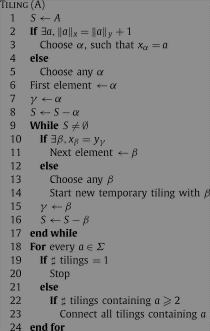 TILING (A)
1 S ← A
2 If ∃a, ‖a‖x = ‖a‖y + 1
3 Choose α, such that xα = a
4 else
5 Choose any α
6 First element ← α
7 γ ← α
8 S ← S − α
9 While S ≠ ∅
10 If ∃β, xβ = yγ
11 Next element ← β
12 else
13 Choose any β
14 Start new temporary tiling with β
15 γ ← β
16 S ← S − β
17 end while
18 For every a ∈ Σ
19 If ♯ tilings = 1
20 Stop
21 else
22 If ♯ tilings containing a ⩾ 2
23 Connect all tilings containing a
24 end for